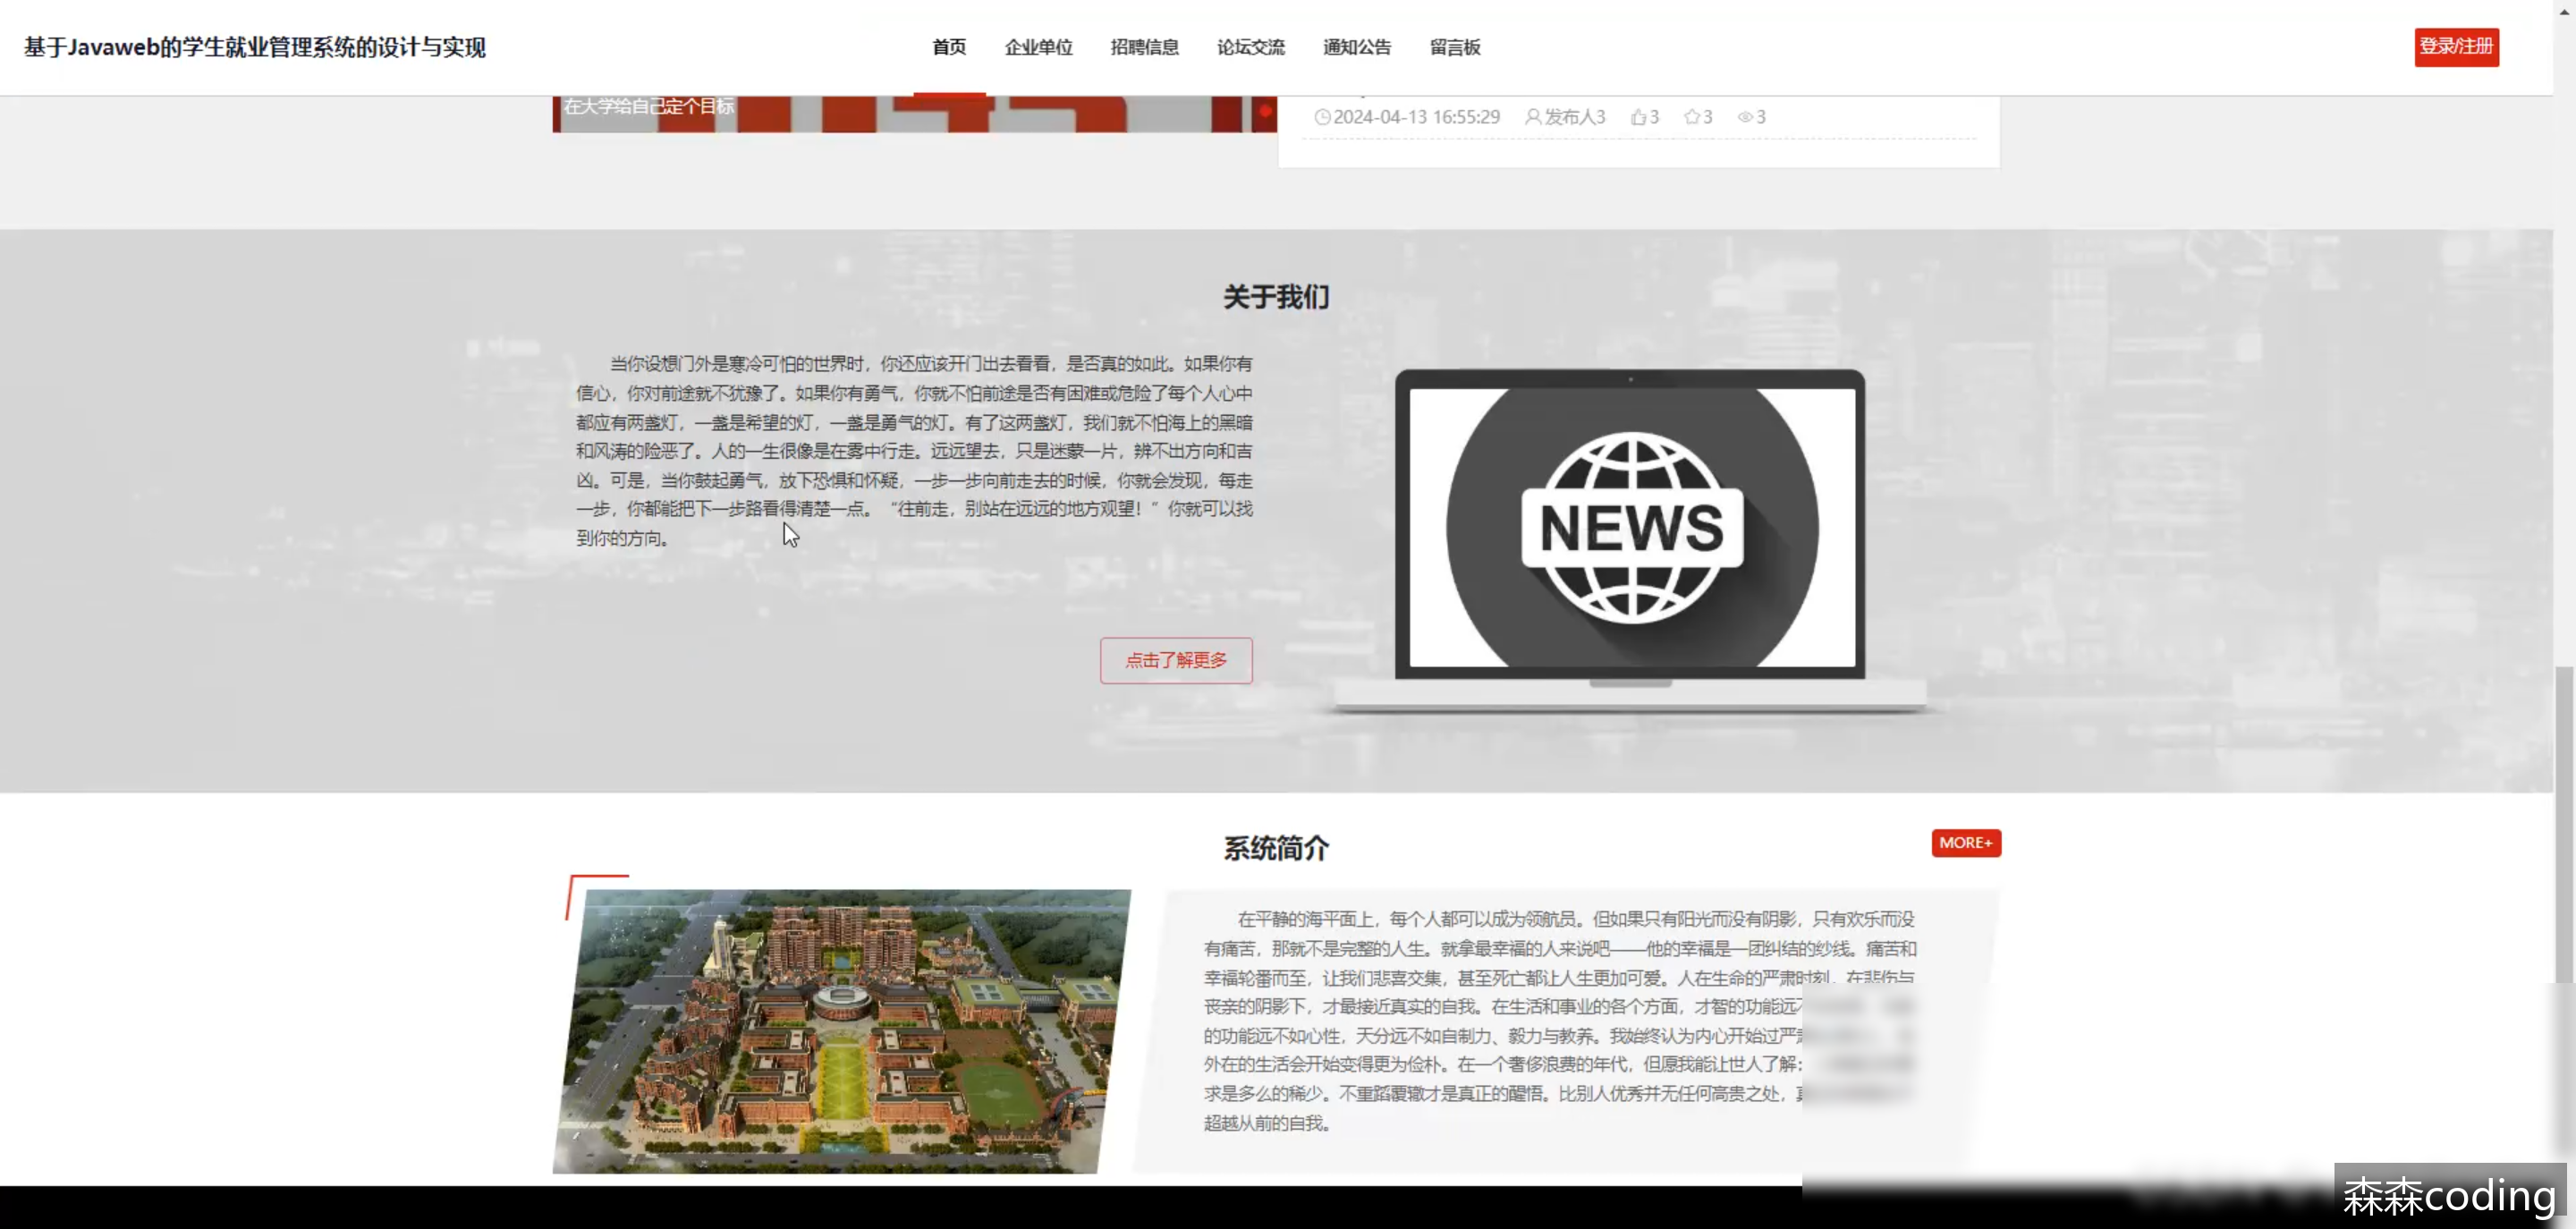 基于Javaweb的学生就业管理系统的设计与实现
首页 企业单位 招聘信息 论坛交流 通知公告 留言板
登录/注册
在大学给自己定个目标
2024-04-13 16:55:29 发布人3 3 3 3
关于我们
当你设想门外是寒冷可怕的世界时，你还应该开门出去看看，是否真的如此。如果你有
信心，你对前途就不犹豫了。如果你有勇气，你就不怕前途是否有困难或危险了每个人心中
都应有两盏灯，一盏是希望的灯，一盏是勇气的灯。有了这两盏灯，我们就不怕海上的黑暗
和风涛的险恶了。人的一生很像是在雾中行走。远远望去，只是迷蒙一片，辨不出方向和吉
凶。可是，当你鼓起勇气，放下恐惧和怀疑，一步一步向前走去的时候，你就会发现，每走
一步，你都能把下一步路看得清楚一点。“往前走，别站在远远的地方观望！”你就可以找
到你的方向。
点击了解更多
NEWS
系统简介
MORE+
在平静的海平面上，每个人都可以成为领航员。但如果只有阳光而没有阴影，只有欢乐而没
有痛苦，那就不是完整的人生。就拿最幸福的人来说吧——他的幸福是一团纠结的纱线。痛苦和
幸福轮番而至，让我们悲喜交集，甚至死亡都让人生更加可爱。人在生命的严肃时刻，在悲伤与
丧亲的阴影下，才最接近真实的自我。在生活和事业的各个方面，才智的功能远
的功能远不如心性，天分远不如自制力、毅力与教养。我始终认为内心开始过严
外在的生活会开始变得更为俭朴。在一个奢侈浪费的年代，但愿我能让世人了解：
求是多么的稀少。不重蹈覆辙才是真正的醒悟。比别人优秀并无任何高贵之处，
超越从前的自我。
森森coding